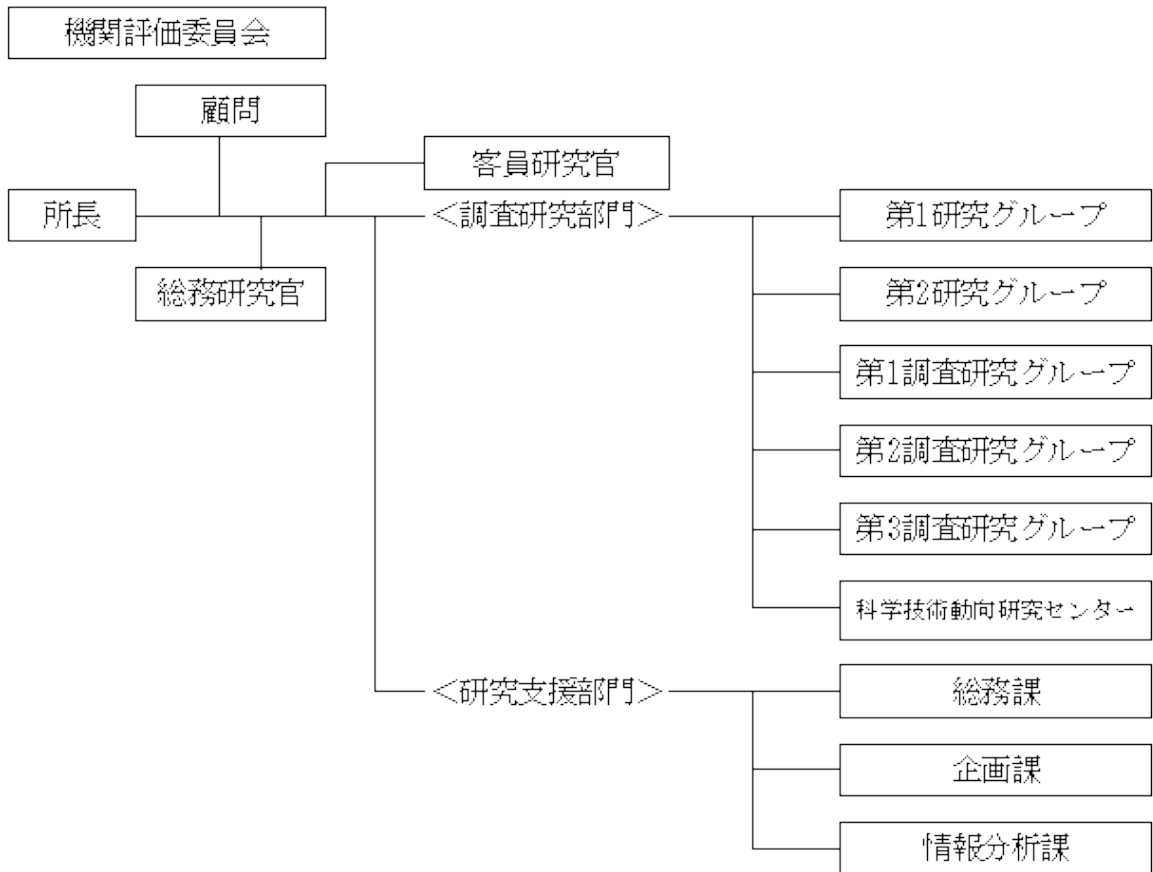 機関評価委員会
顧問
客員研究官
所長
<調査研究部門>
総務研究官
第1研究グループ
第2研究グループ
第1調査研究グループ
第2調査研究グループ
第3調査研究グループ
科学技術動向研究センター
<研究支援部門>
総務課
企画課
情報分析課